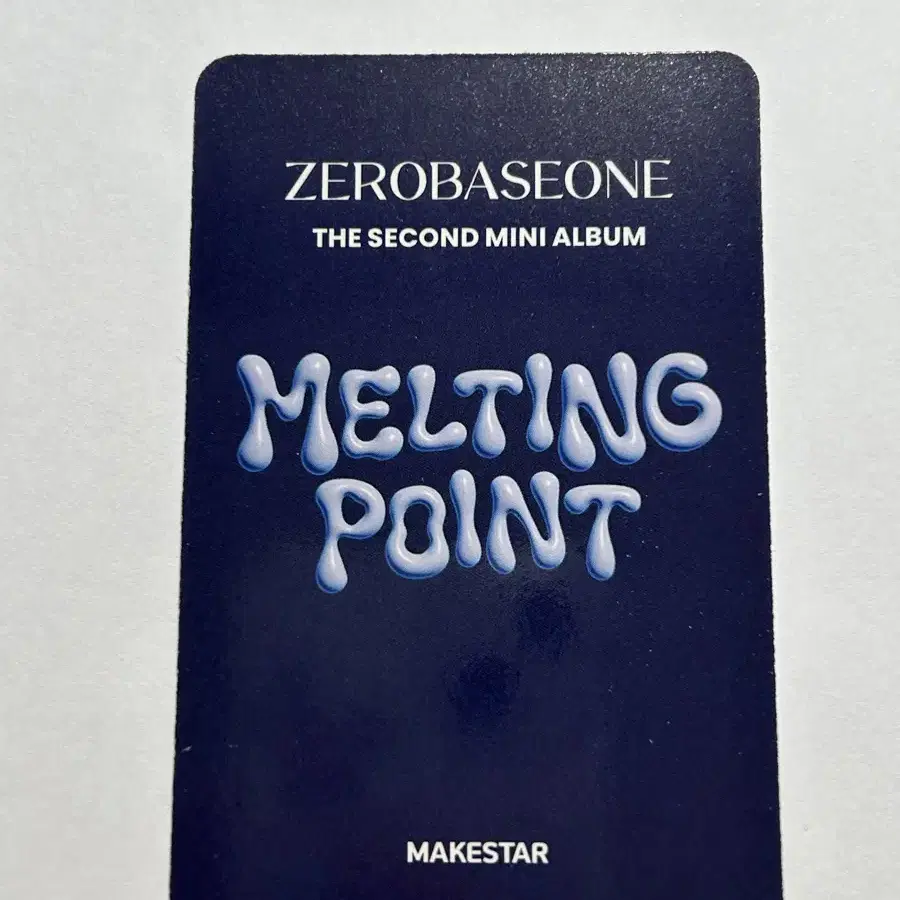 ZEROBASEONE
THE SECOND MINI ALBUM
MELTING
POINT
MAKESTAR